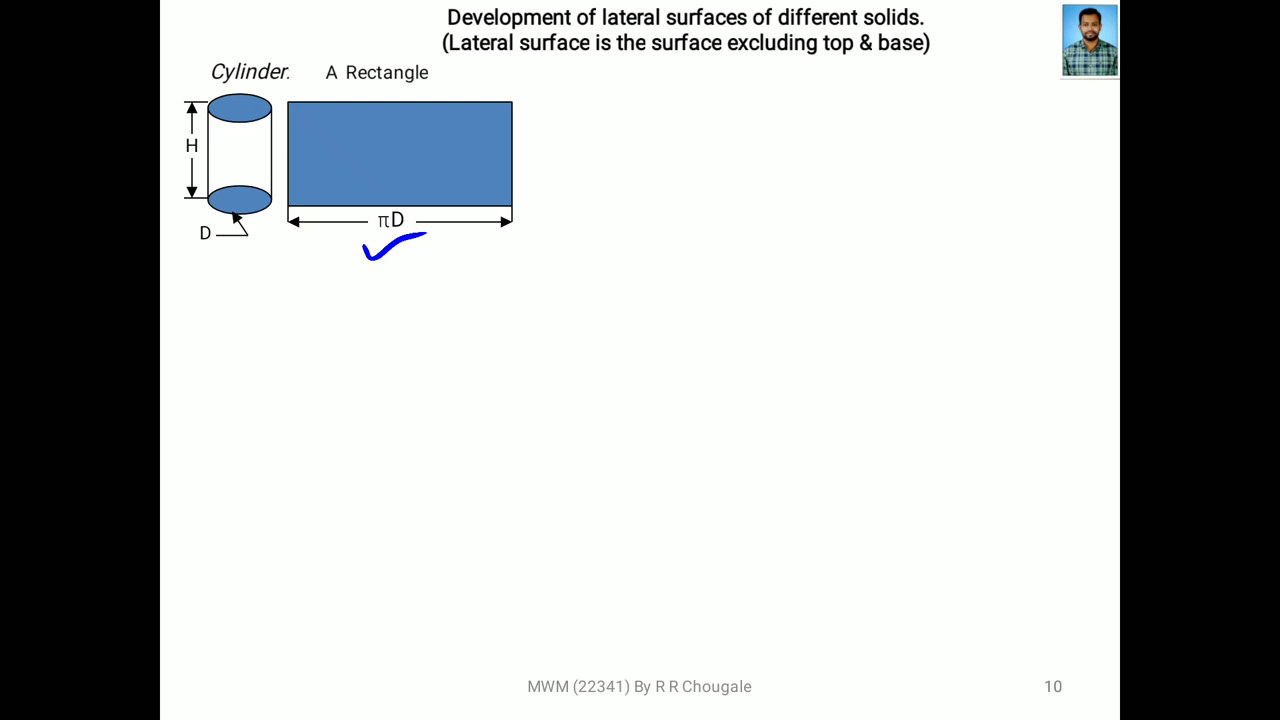 Development of lateral surfaces of different solids.
(Lateral surface is the surface excluding top & base)
Cylinder. A Rectangle
H
πD
D
MWM (22341) By R R Chougale
10